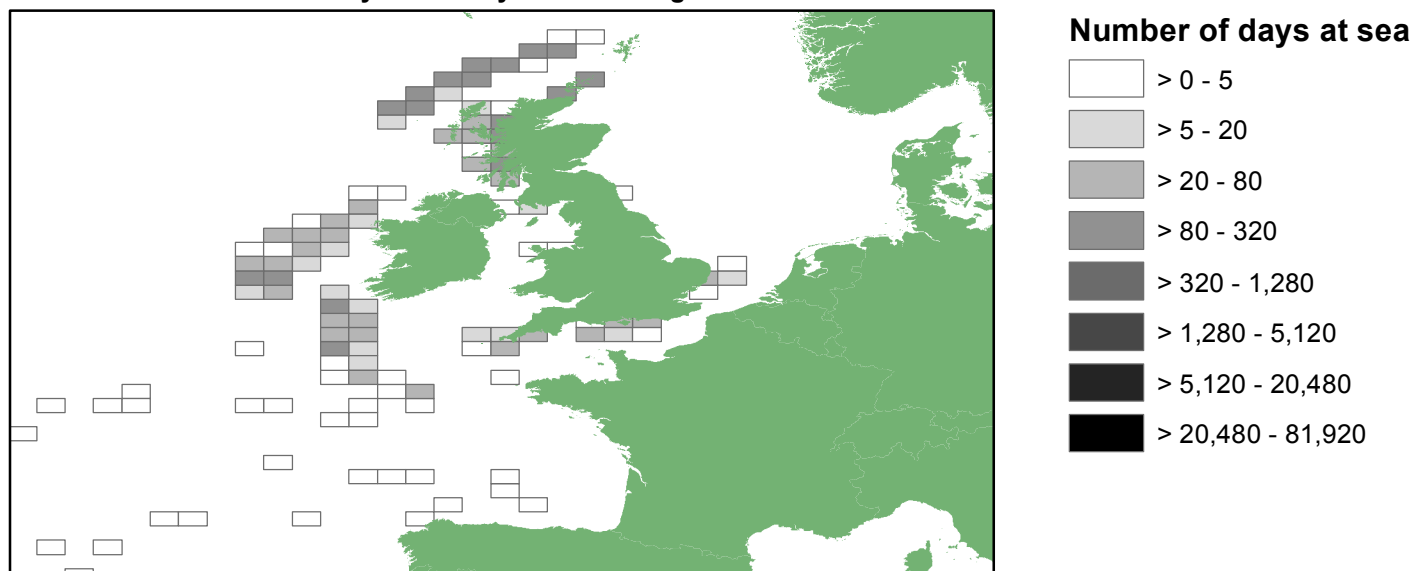 Number of days at sea
> 0 - 5
> 5 - 20
> 20 - 80
> 80 - 320
> 320 - 1,280
> 1,280 - 5,120
> 5,120 - 20,480
> 20,480 - 81,920